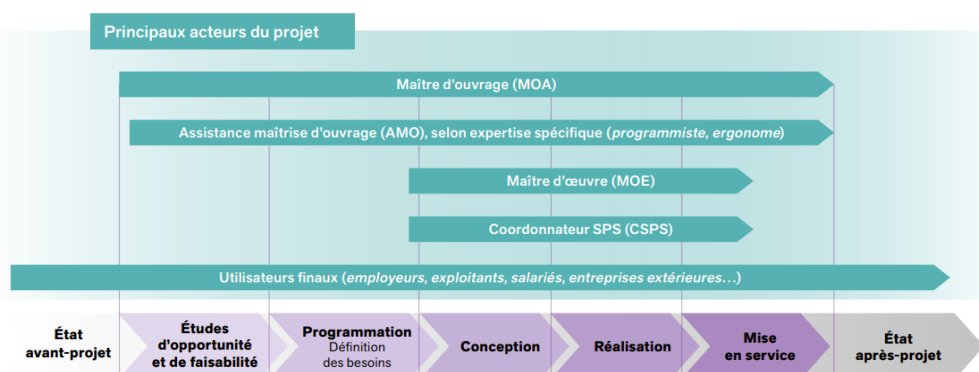 Principaux acteurs du projet
Maître d'ouvrage (MOA)
Assistance maîtrise d'ouvrage (AMO), selon expertise spécifique (programmiste, ergonome)
Maître d'œuvre (MOE)
Coordonnateur SPS (CSPS)
Utilisateurs finaux (employeurs, exploitants, salariés, entreprises extérieures…)
État
avant-projet
Études
d'opportunité
et de faisabilité
Programmation
Définition
des besoins
Conception
Réalisation
Mise
en service
État
après-projet